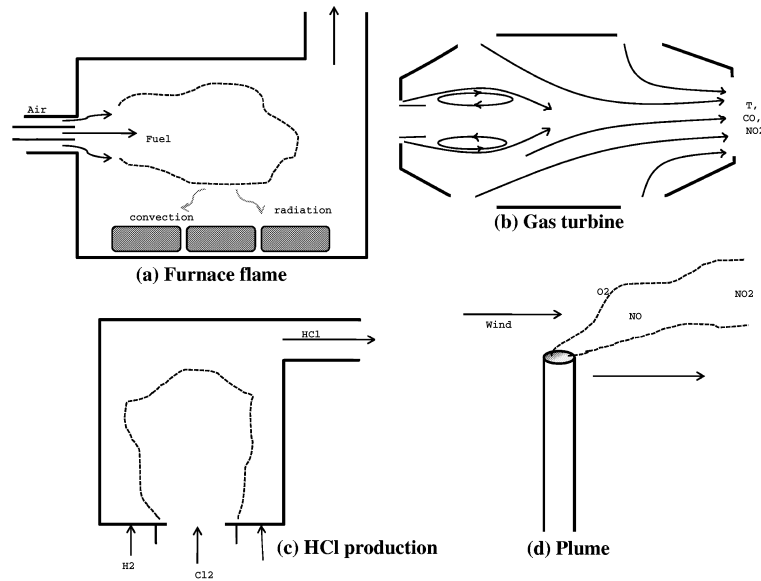 Air
Fuel
convection
radiation
(a) Furnace flame
T,
CO,
NO2
(b) Gas turbine
HCl
H2
Cl2
(c) HCl production
Wind
O2
NO
NO2
(d) Plume